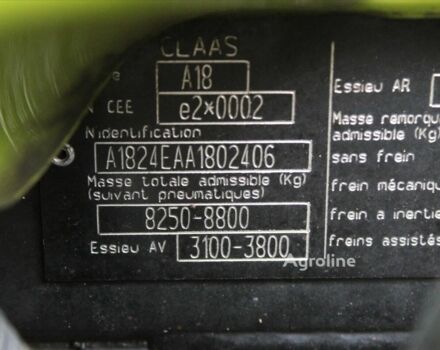 CLAAS
A18
CEE e2*0002
N identification
A1824EAA1802406
Masse totale admissible (Kg)
(suivant pneumatiques)
8250-8800
Essieu AV 3100-3800
Essieu AR
Masse remorqu
admissible (Kg)
sans frein
frein mécaniqu
frein a inertie
freins assistés
Agroline